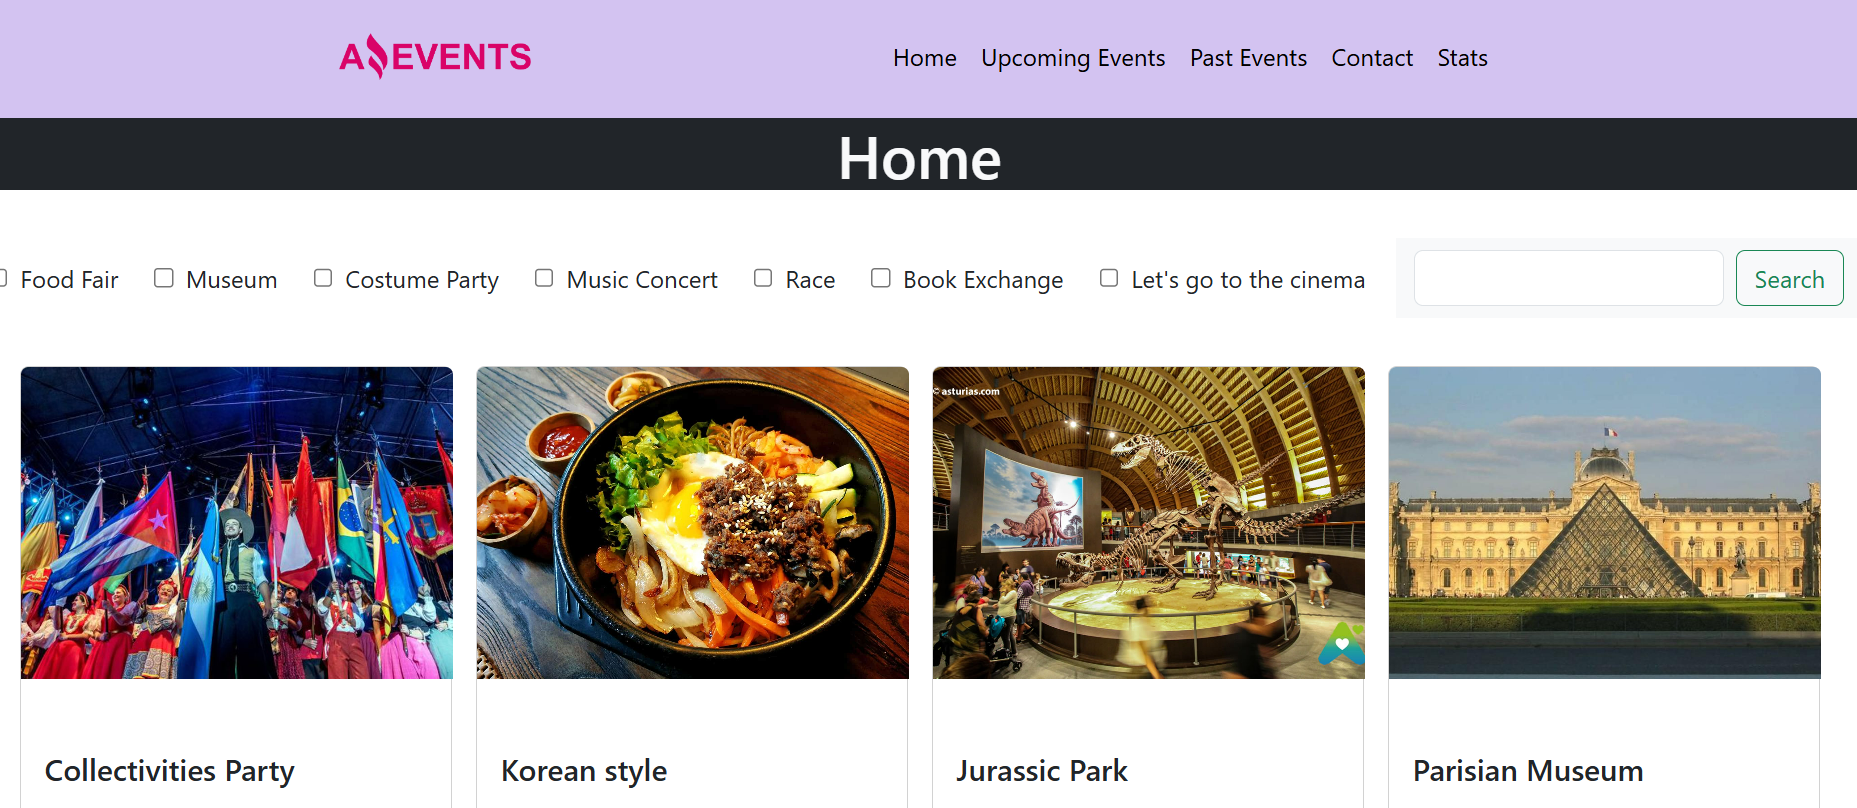 A EVENTS
Home Upcoming Events Past Events Contact Stats
Home
Food Fair Museum Costume Party Music Concert Race Book Exchange Let's go to the cinema Search
© asturias.com
Collectivities Party Korean style Jurassic Park Parisian Museum